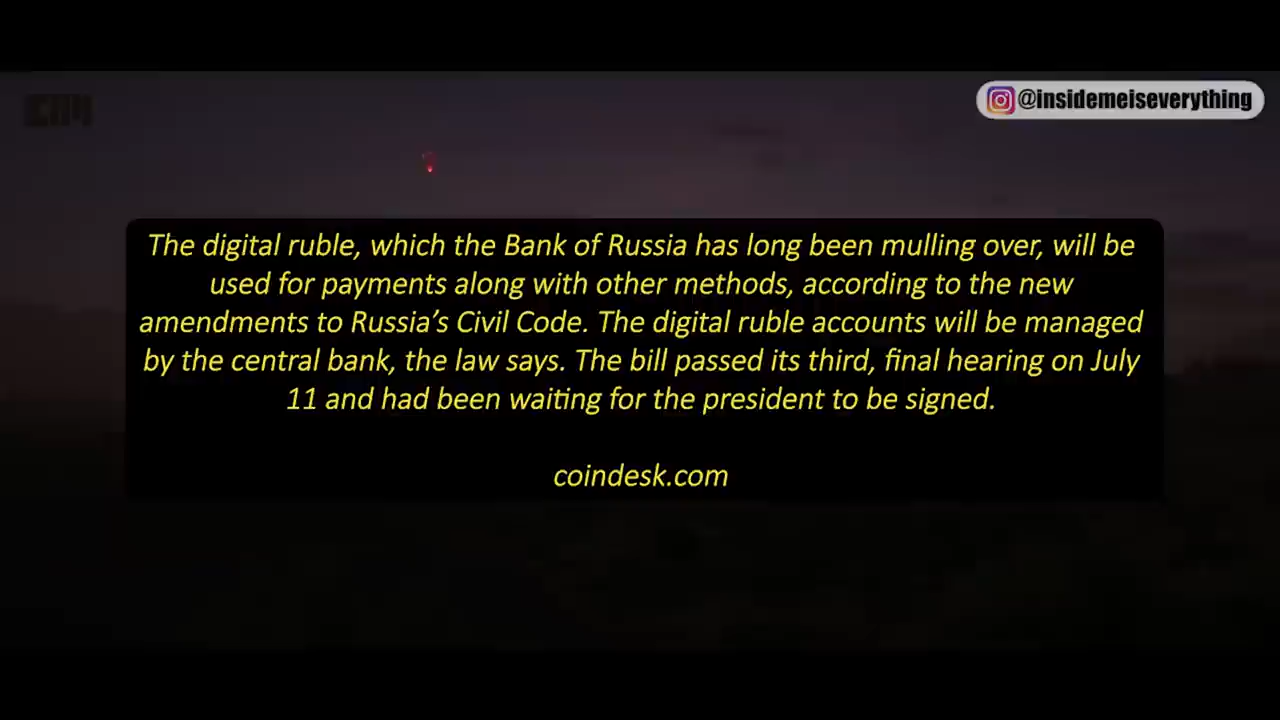 @insidemeiseverything
The digital ruble, which the Bank of Russia has long been mulling over, will be
used for payments along with other methods, according to the new
amendments to Russia’s Civil Code. The digital ruble accounts will be managed
by the central bank, the law says. The bill passed its third, final hearing on July
11 and had been waiting for the president to be signed.
coindesk.com